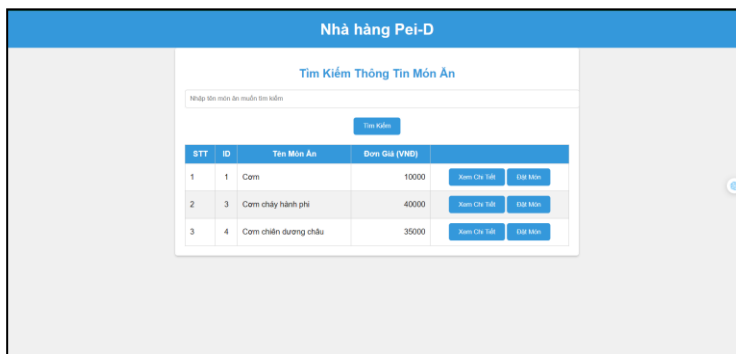 Nhà hàng Pei-D
Tìm Kiếm Thông Tin Món Ăn
Nhập tên món ăn muốn tìm kiếm
Tìm Kiếm
STT ID Tên Món Ăn Đơn Giá (VNĐ)
1 1 Cơm 10000 Xem Chi Tiết Đặt Món
2 3 Cơm cháy hành phi 40000 Xem Chi Tiết Đặt Món
3 4 Cơm chiên dương châu 35000 Xem Chi Tiết Đặt Món